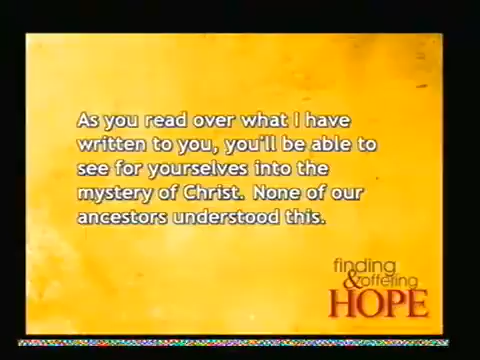 As you read over what I have
written to you, you'll be able to
see for yourselves into the
mystery of Christ. None of our
ancestors understood this.
finding
& offering
HOPE